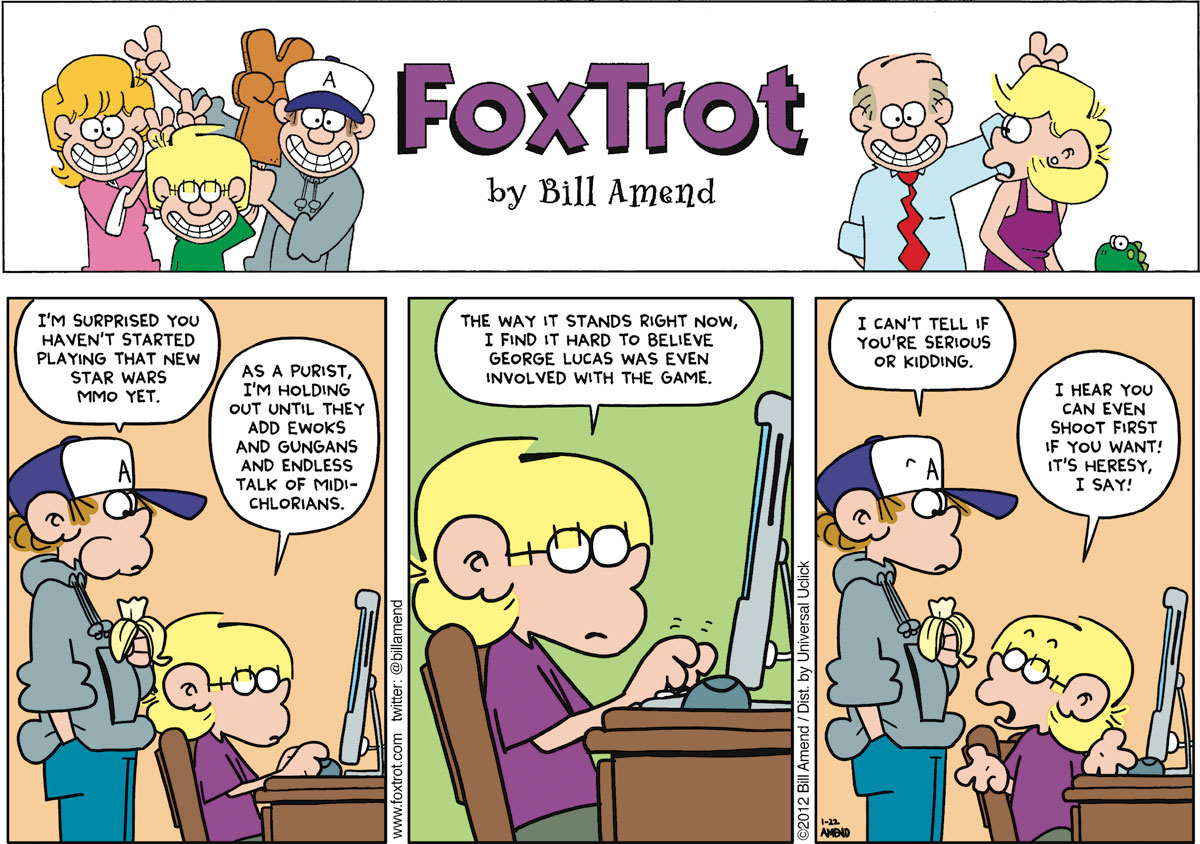 A
FOXTROT
by Bill Amend
I'M SURPRISED YOU
HAVEN'T STARTED
PLAYING THAT NEW
STAR WARS
MMO YET.
AS A PURIST,
I'M HOLDING
OUT UNTIL THEY
ADD EWOKS
AND GUNGANS
AND ENDLESS
TALK OF MIDI-
CHLORIANS.
A
www.foxtrot.com twitter: @billamend
THE WAY IT STANDS RIGHT NOW,
I FIND IT HARD TO BELIEVE
GEORGE LUCAS WAS EVEN
INVOLVED WITH THE GAME.
©2012 Bill Amend / Dist. by Universal Uclick
I CAN'T TELL IF
YOU'RE SERIOUS
OR KIDDING.
I HEAR YOU
CAN EVEN
SHOOT FIRST
IF YOU WANT!
IT'S HERESY,
I SAY!
A
1-22
AMEND